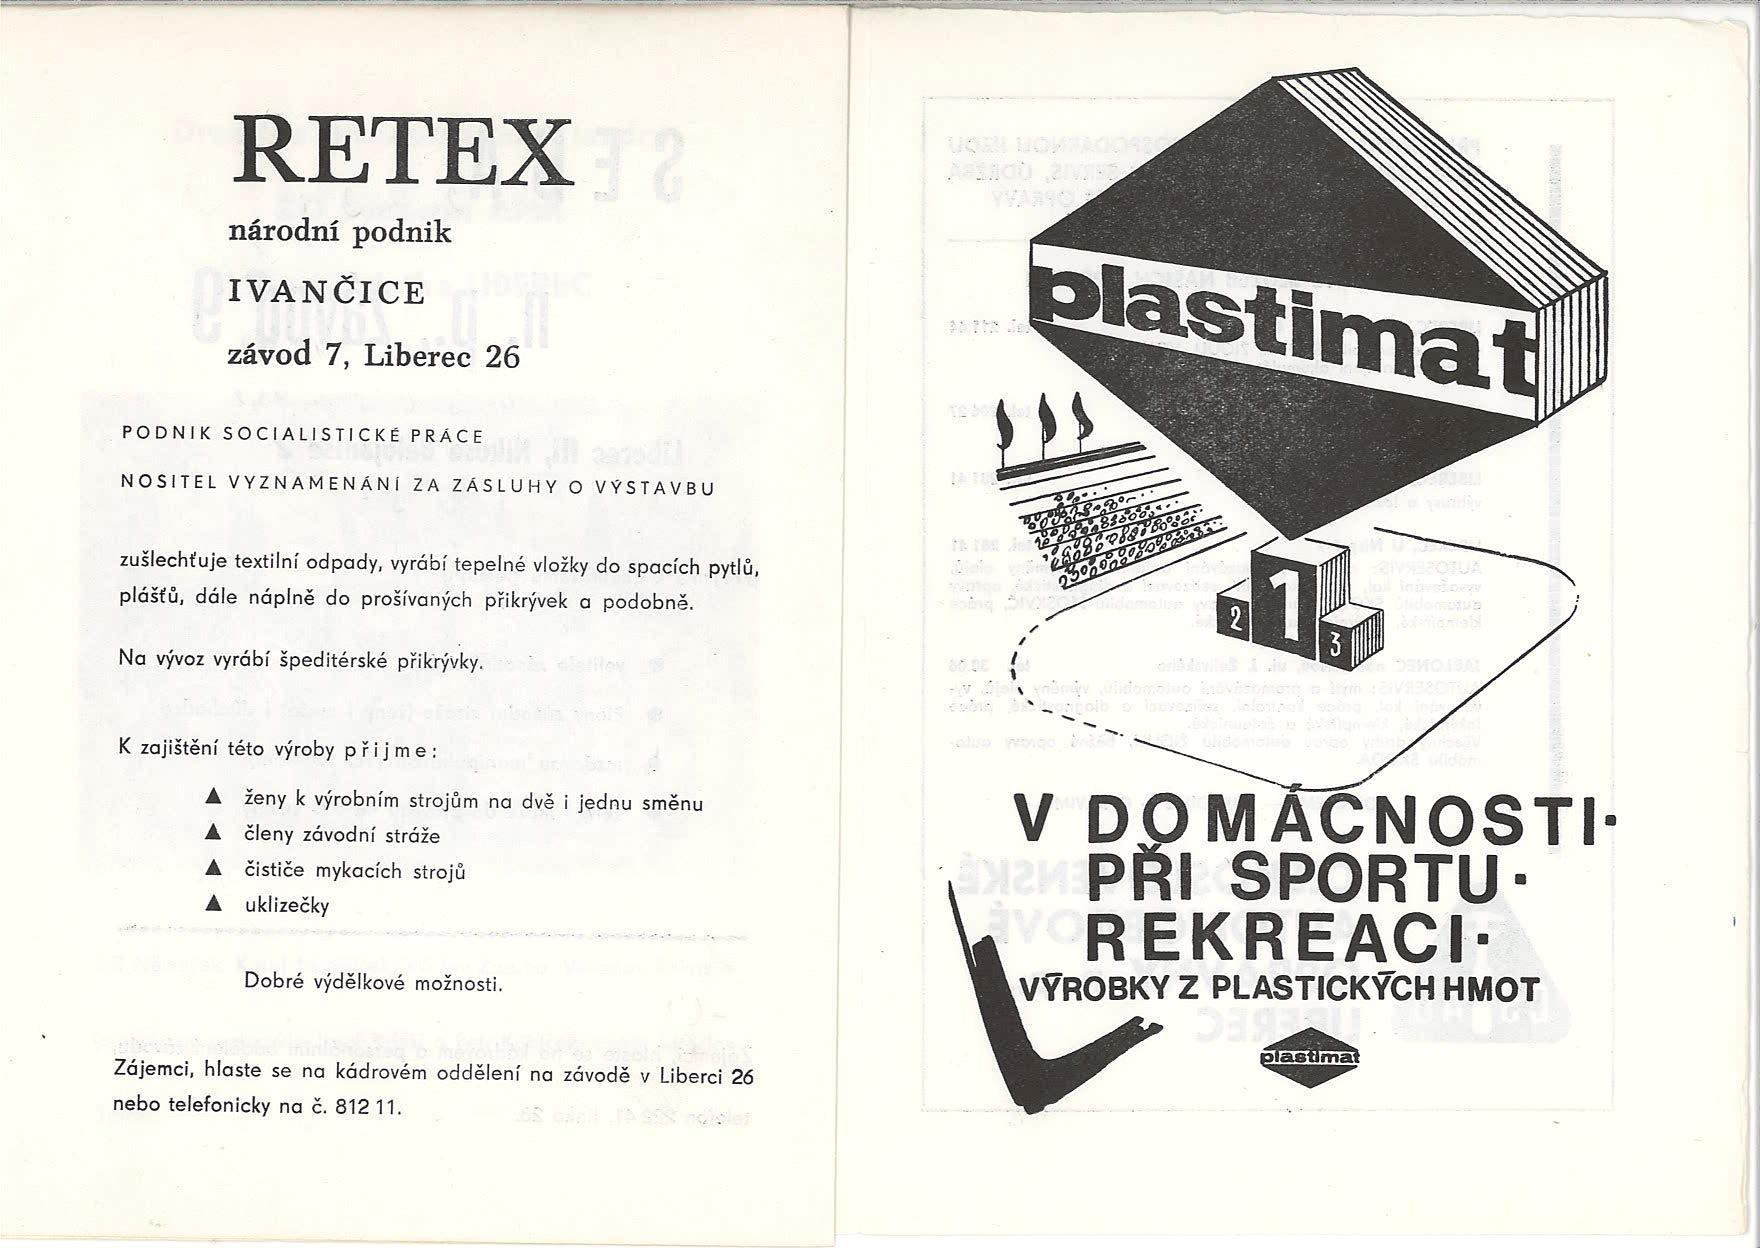 RETEX
národní podnik
IVANČICE
závod 7, Liberec 26
PODNIK SOCIALISTICKÉ PRÁCE
NOSITEL VYZNAMENÁNÍ ZA ZÁSLUHY O VÝSTAVBU
zušlechťuje textilní odpady, vyrábí tepelné vložky do spacích pytlů,
plášťů, dále náplně do prošívaných přikrývek a podobně.
Na vývoz vyrábí špeditérské přikrývky.
K zajištění této výroby přijme:
▲ ženy k výrobním strojům na dvě i jednu směnu
▲ členy závodní stráže
▲ čističe mykacích strojů
▲ uklizečky
Dobré výdělkové možnosti.
Zájemci, hlaste se na kádrovém oddělení na závodě v Liberci 26
nebo telefonicky na č. 812 11.
plastimat
1
2
3
V DOMÁCNOSTI·
PŘI SPORTU·
REKREACI·
VÝROBKY Z PLASTICKÝCH HMOT
plastimat